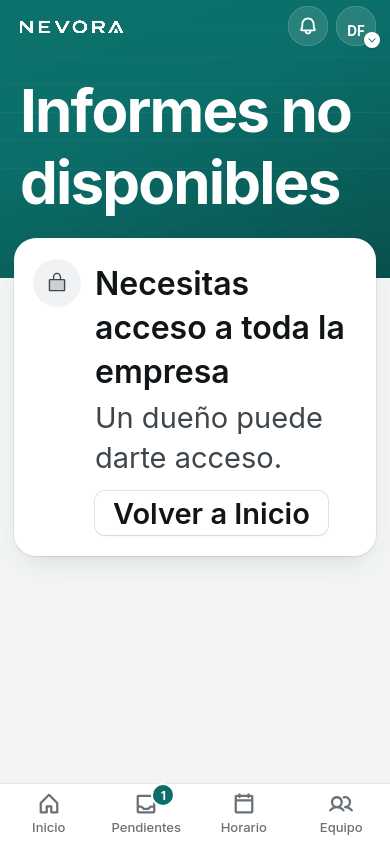 NEVORA
DF
Informes no
disponibles
Necesitas
acceso a toda la
empresa
Un dueño puede
darte acceso.
Volver a Inicio
1
Inicio
Pendientes
Horario
Equipo